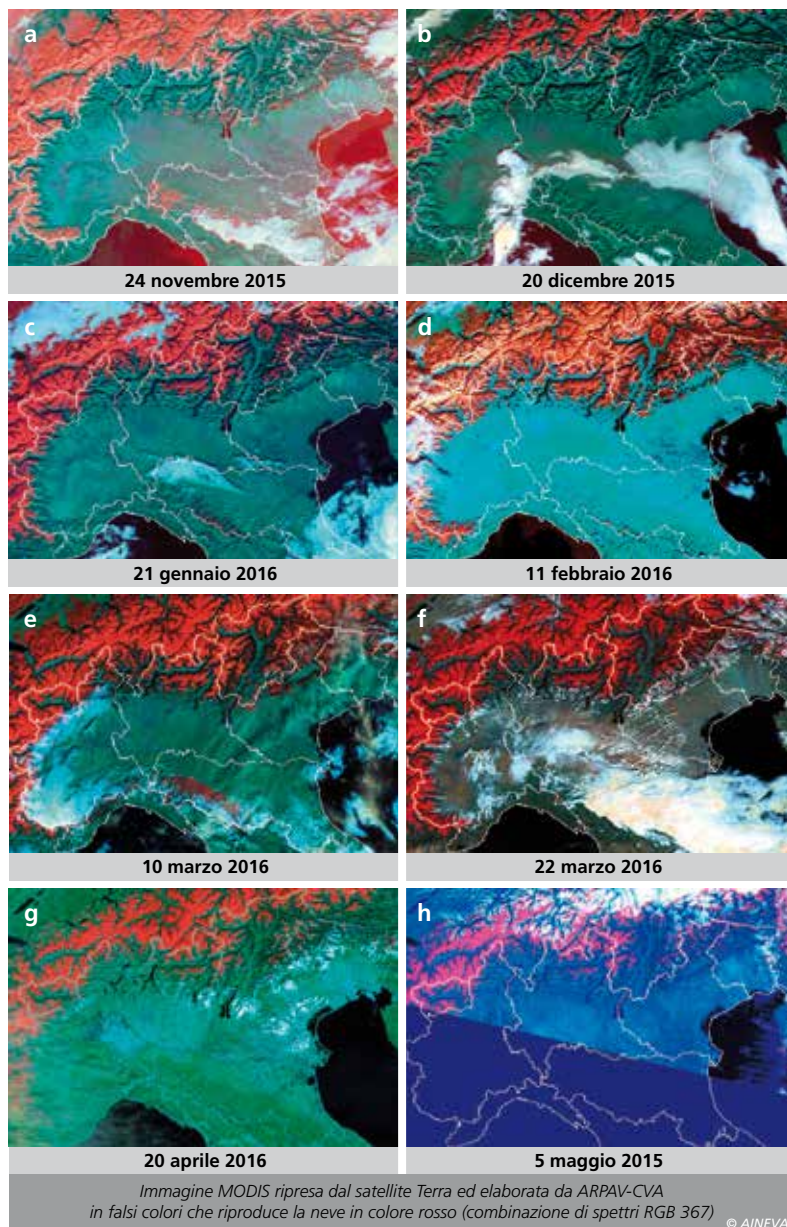 a
b
24 novembre 2015
20 dicembre 2015
c
d
21 gennaio 2016
11 febbraio 2016
e
f
10 marzo 2016
22 marzo 2016
g
h
20 aprile 2016
5 maggio 2015
Immagine MODIS ripresa dal satellite Terra ed elaborata da ARPAV-CVA
in falsi colori che riproduce la neve in colore rosso (combinazione di spettri RGB 367)
© AINEVA